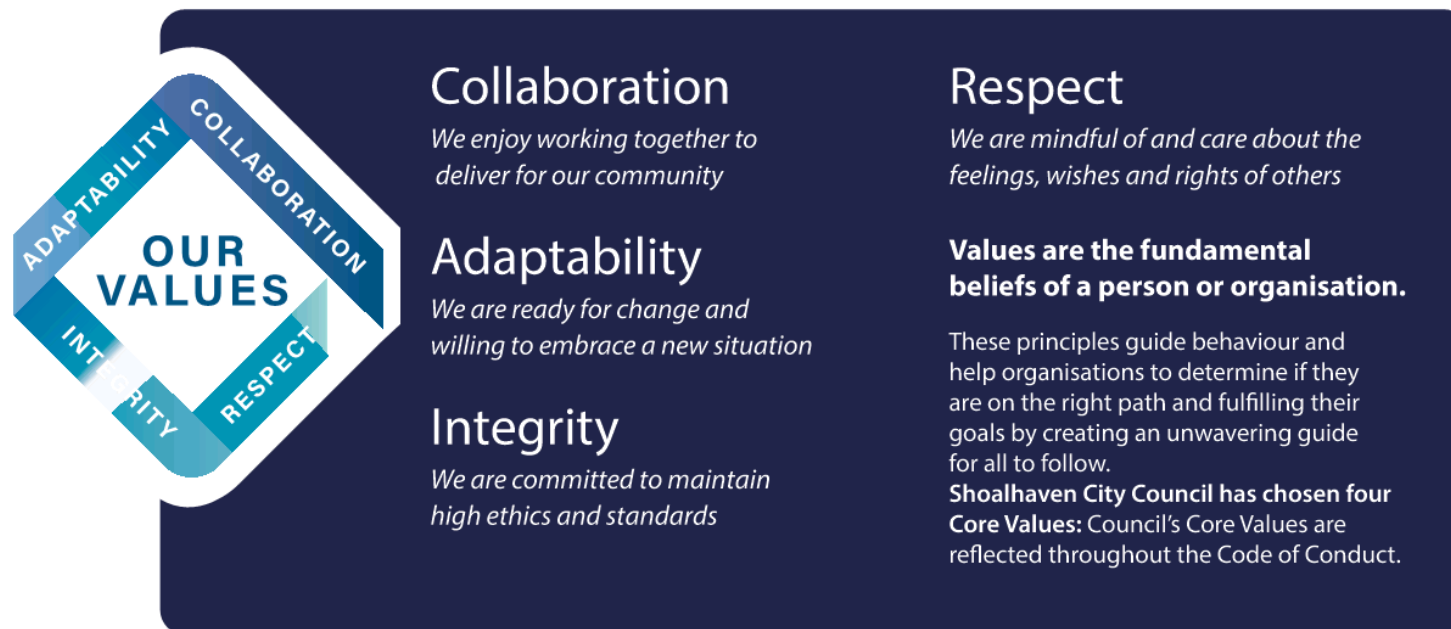 ADAPTABILITY
COLLABORATION
OUR
VALUES
INTEGRITY
RESPECT
Collaboration
We enjoy working together to
deliver for our community
Adaptability
We are ready for change and
willing to embrace a new situation
Integrity
We are committed to maintain
high ethics and standards
Respect
We are mindful of and care about the
feelings, wishes and rights of others
Values are the fundamental
beliefs of a person or organisation.
These principles guide behaviour and
help organisations to determine if they
are on the right path and fulfilling their
goals by creating an unwavering guide
for all to follow.
Shoalhaven City Council has chosen four
Core Values: Council’s Core Values are
reflected throughout the Code of Conduct.